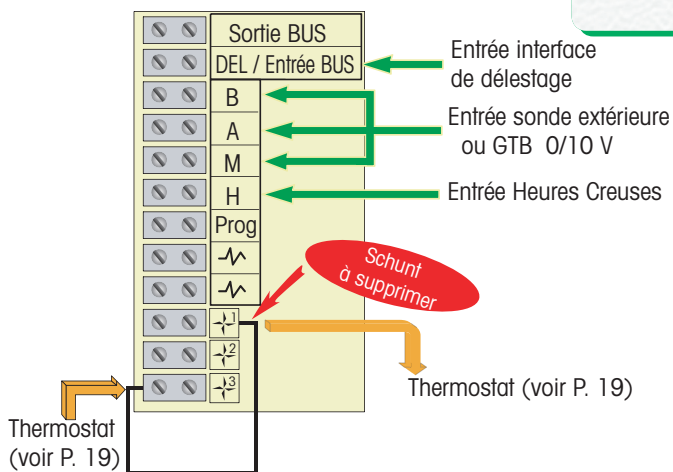 Sortie BUS
DEL / Entrée BUS
B
A
M
H
Prog
1
2
3
Entrée interface
de délestage
Entrée sonde extérieure
ou GTB 0/10 V
Entrée Heures Creuses
Schunt
à supprimer
Thermostat (voir P. 19)
Thermostat
(voir P. 19)